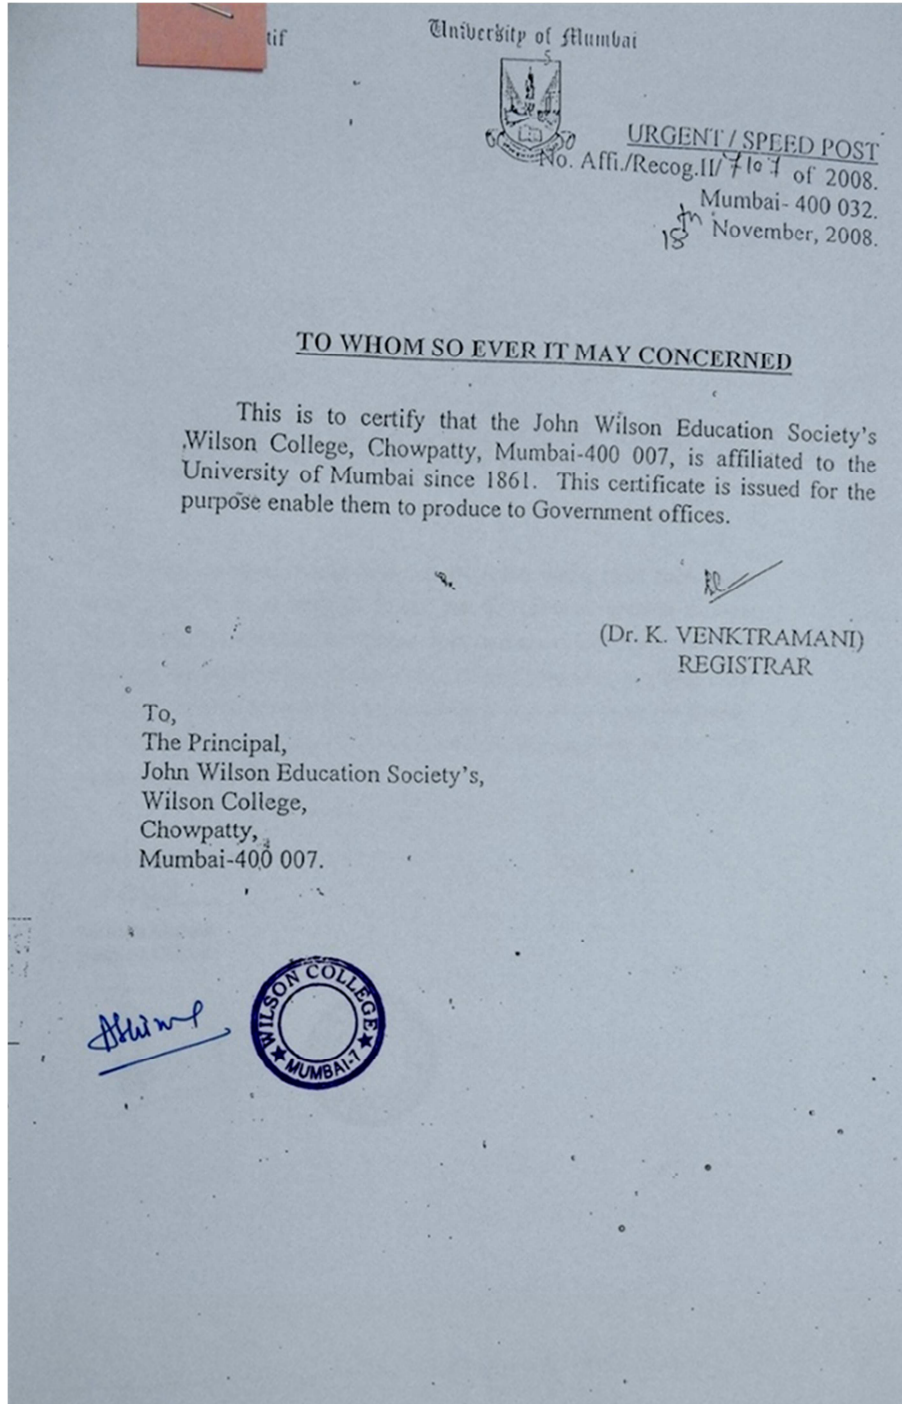 tif
University of Mumbai
URGENT / SPEED POST
No. Affi./Recog.II/7107 of 2008.
Mumbai- 400 032.
18th November, 2008.
TO WHOM SO EVER IT MAY CONCERNED
This is to certify that the John Wilson Education Society's
Wilson College, Chowpatty, Mumbai-400 007, is affiliated to the
University of Mumbai since 1861. This certificate is issued for the
purpose enable them to produce to Government offices.
(Dr. K. VENKTRAMANI)
REGISTRAR
To,
The Principal,
John Wilson Education Society's,
Wilson College,
Chowpatty,
Mumbai-400 007.
WILSON COLLEGE
MUMBAI-7